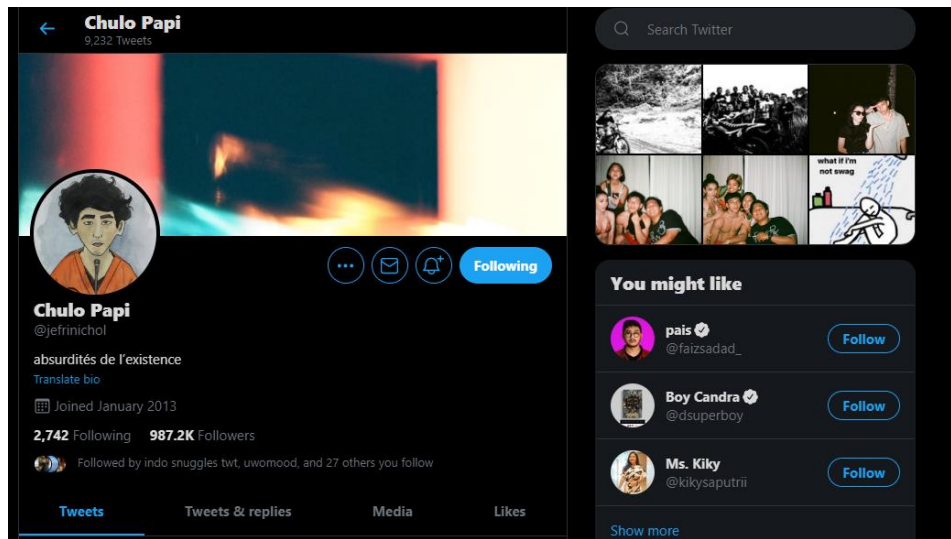 Chulo Papi
9,232 Tweets
Following
Chulo Papi
@jefrinichol
absurdités de l'existence
Translate bio
Joined January 2013
2,742 Following 987.2K Followers
Followed by indo snuggles twt, uwomood, and 27 others you follow
Tweets Tweets & replies Media Likes
Search Twitter
what if i'm
not swag
You might like
pais
@faizsadad_
Follow
Boy Candra
@dsuperboy
Follow
Ms. Kiky
@kikysaputrii
Follow
Show more